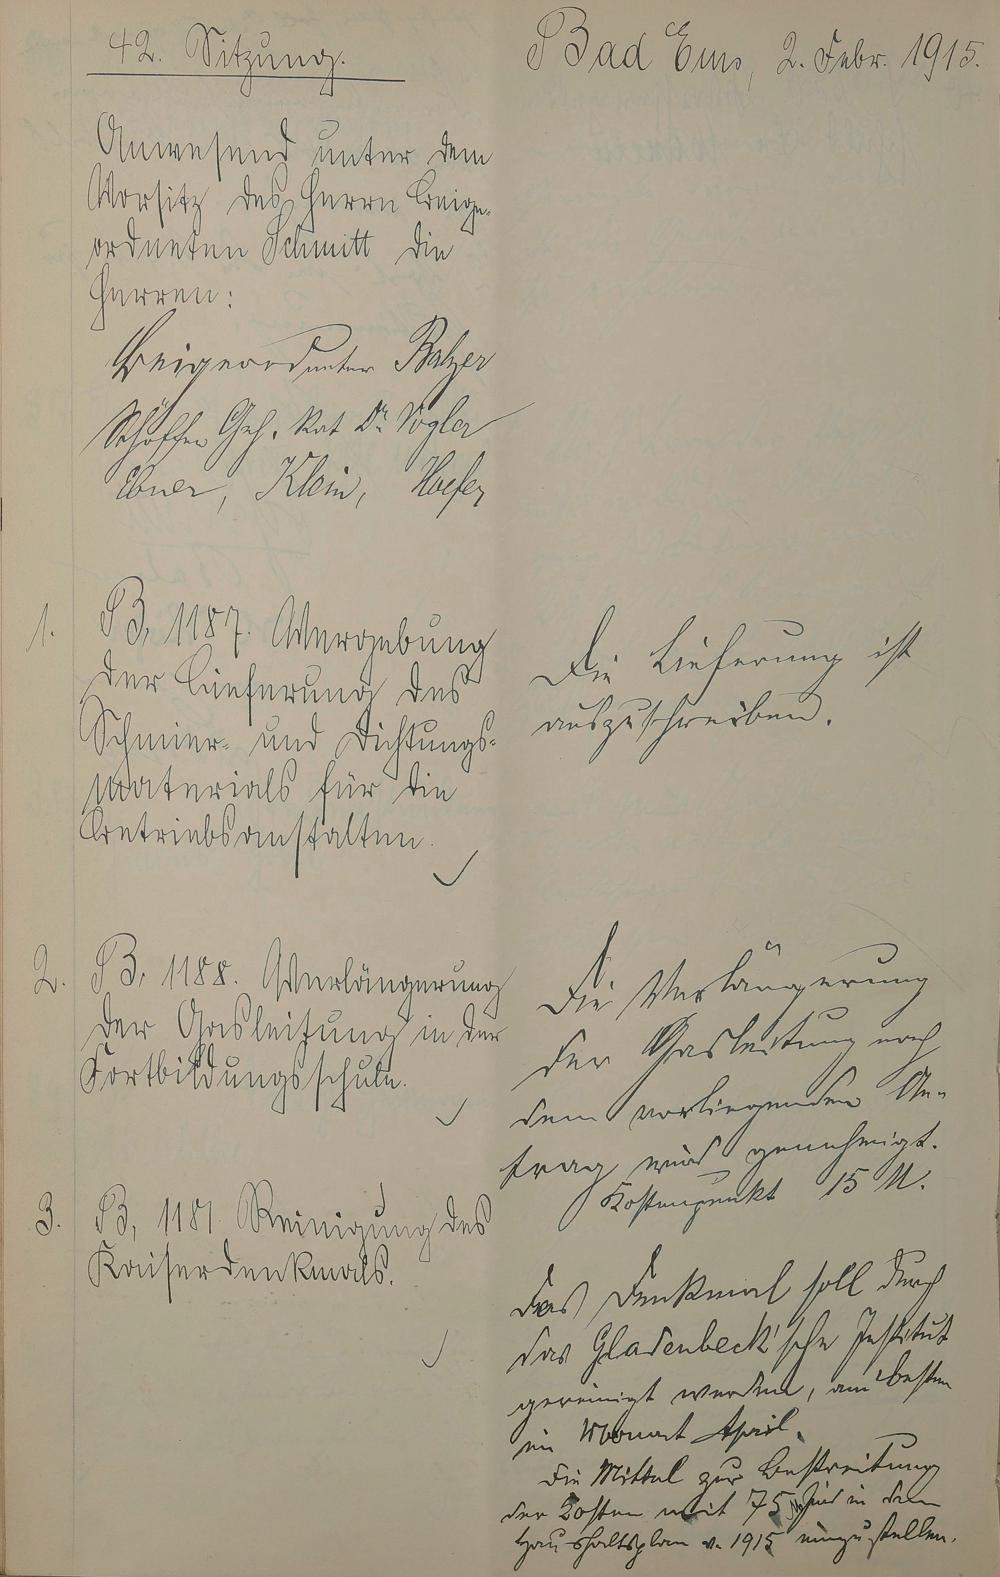 42. Sitzung.
Bad Ems, 2. Febr. 1915.
Anwesend unter dem
Vorsitz des Herrn Beige-
ordneten Schmitt die
Herren:
Beigeordneter Balzer
Schöffen Geh. Rat Dr. Vogler
Ebner, Klein, Hoefer
1. B. 1187. Vergebung
der Lieferung des
Schmier- und Dichtungs-
materials für die
Betriebsanstalten.
Die Lieferung ist
auszuschreiben.
2. B. 1188. Verlängerung
der Gasleitung in der
Fortbildungsschule.
Die Verlängerung
der Gasleitung nach
dem vorliegenden An-
trag wird genehmigt.
Kostenpunkt 15 M.
3. B. 1181. Reinigung des
Kaiserdenkmals.
Das Denkmal soll durch
das Gladenbeck'sche Institut
gereinigt werden, am besten
im Monat April.
Die Mittel zur Bestreitung
der Kosten mit 75 M sind in dem
Haushaltsplan v. 1915 einzustellen.